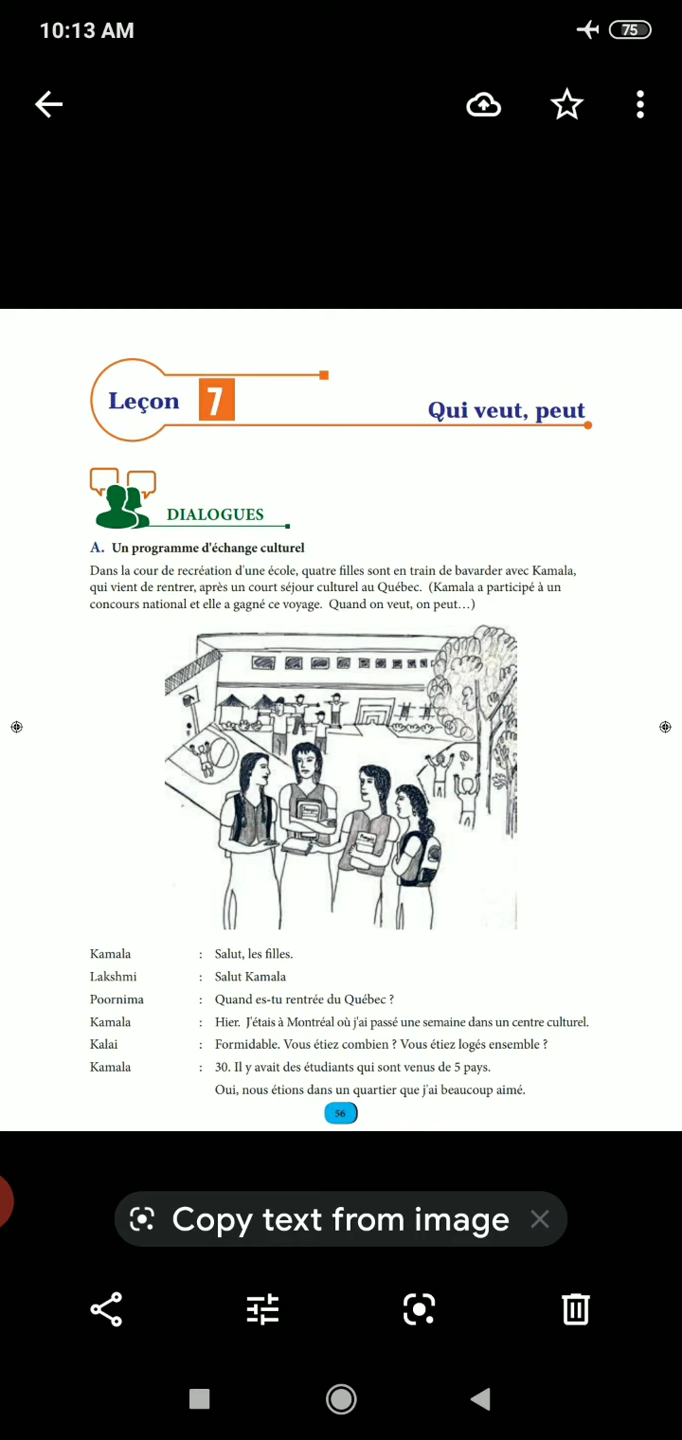 10:13 AM
75
Leçon 7
Qui veut, peut
DIALOGUES
A. Un programme d'échange culturel
Dans la cour de recréation d'une école, quatre filles sont en train de bavarder avec Kamala,
qui vient de rentrer, après un court séjour culturel au Québec. (Kamala a participé à un
concours national et elle a gagné ce voyage. Quand on veut, on peut…)
Kamala : Salut, les filles.
Lakshmi : Salut Kamala
Poornima : Quand es-tu rentrée du Québec ?
Kamala : Hier. J'étais à Montréal où j'ai passé une semaine dans un centre culturel.
Kalai : Formidable. Vous étiez combien ? Vous étiez logés ensemble ?
Kamala : 30. Il y avait des étudiants qui sont venus de 5 pays.
Oui, nous étions dans un quartier que j'ai beaucoup aimé.
56
Copy text from image